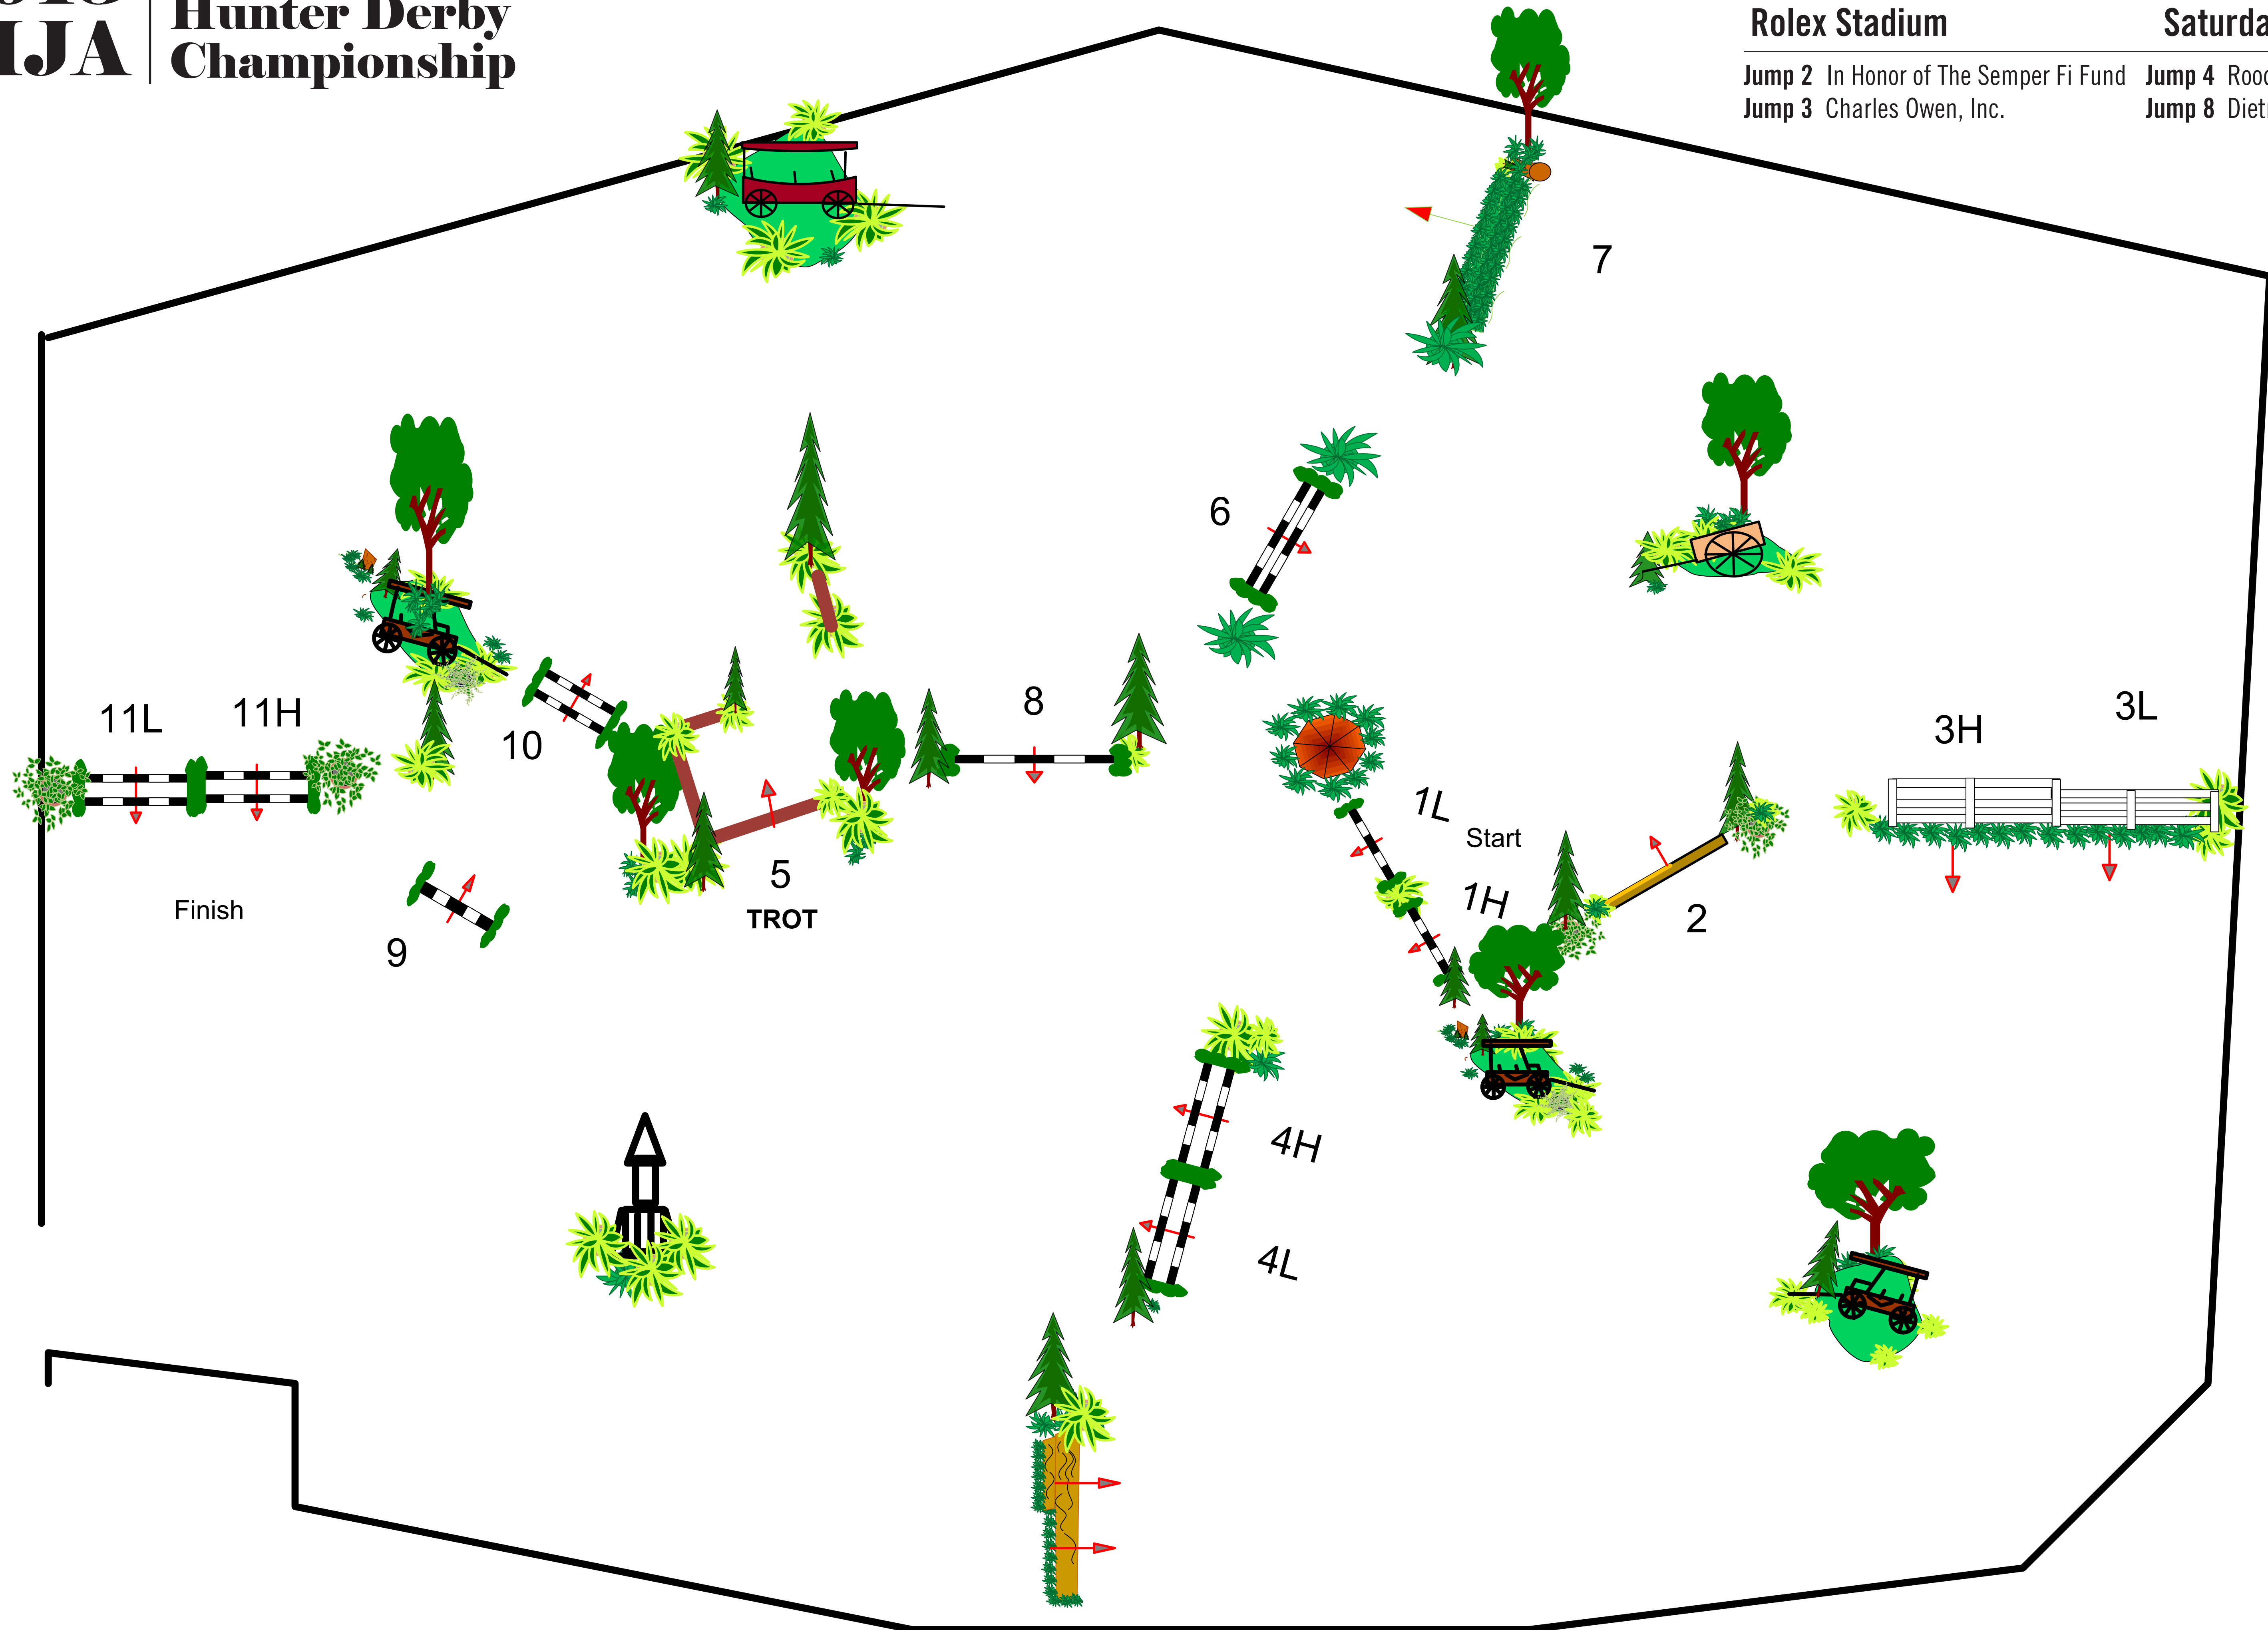 IJA
Hunter Derby
Championship
Rolex Stadium
Jump 2 In Honor of The Semper Fi Fund Jump 4
Jump 3 Charles Owen, Inc. Jump 8
7
6
11L
11H
10
8
3H
3L
1L
Start
1H
2
5
TROT
Finish
9
4H
4L